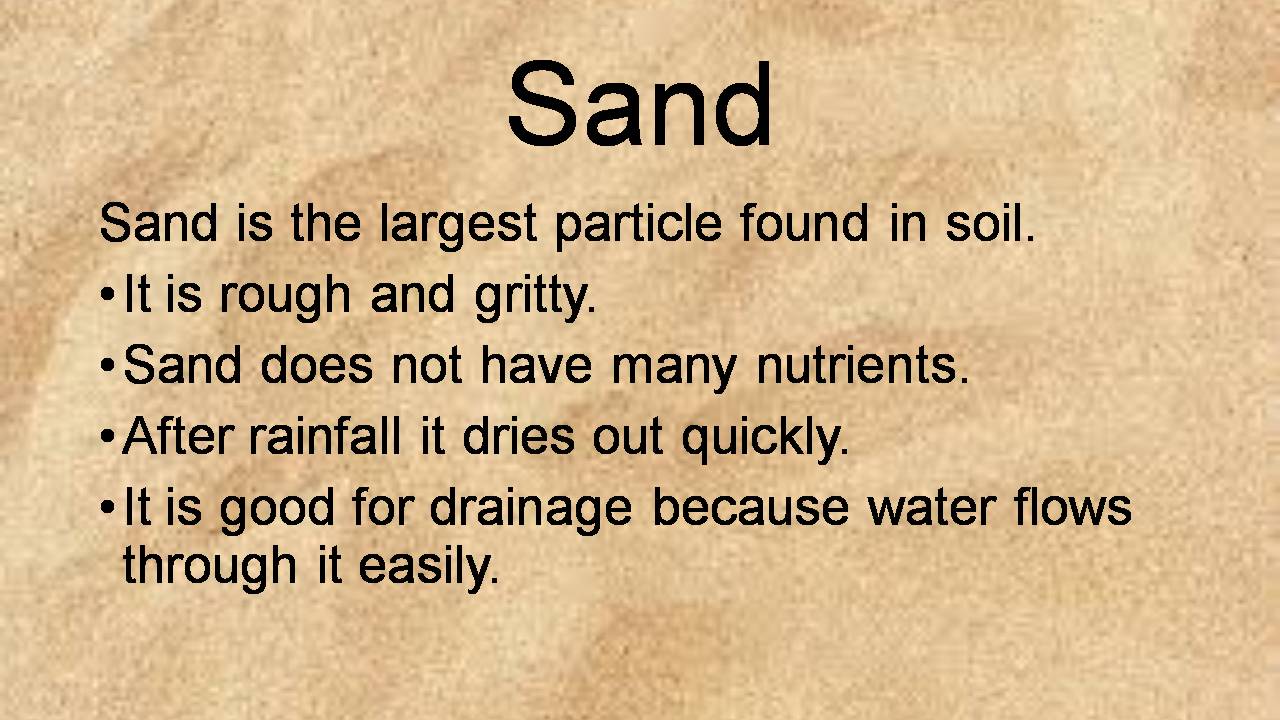 Sand
Sand is the largest particle found in soil.
•It is rough and gritty.
•Sand does not have many nutrients.
•After rainfall it dries out quickly.
•It is good for drainage because water flows
through it easily.